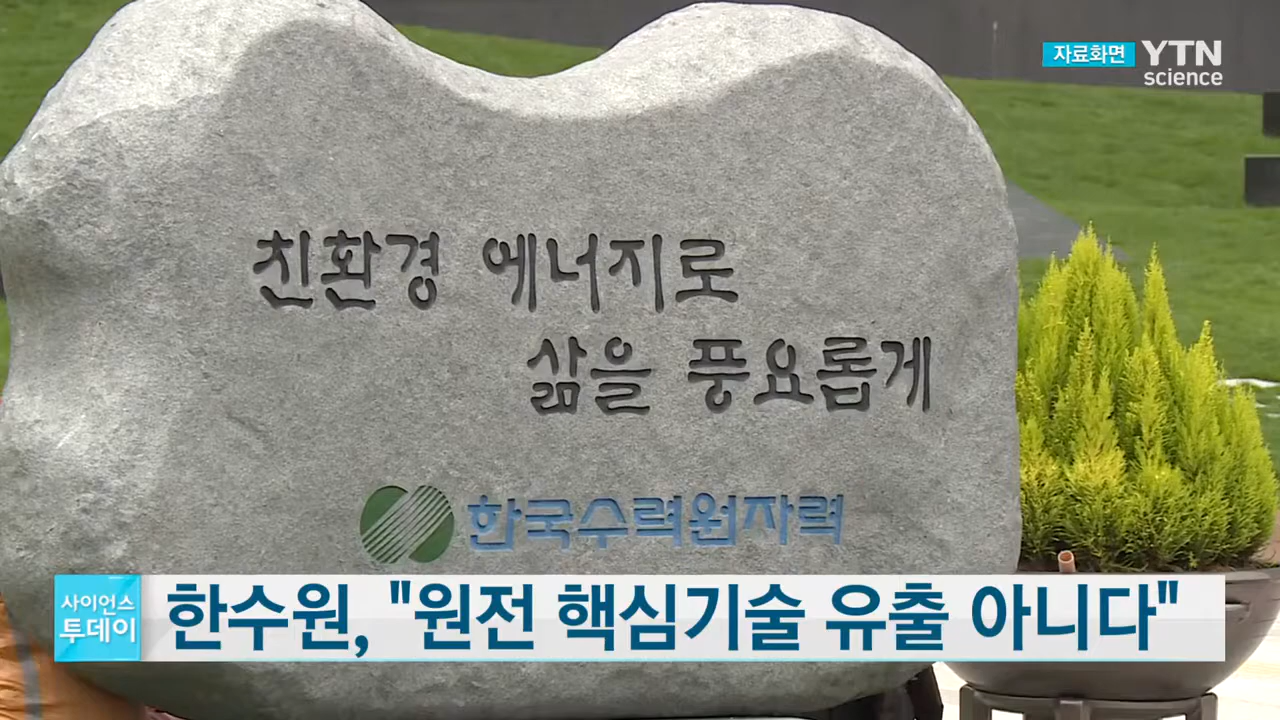 자료화면
YTN
science
친환경 에너지로
삶을 풍요롭게
한국수력원자력
사이언스
투데이
한수원, "원전 핵심기술 유출 아니다"